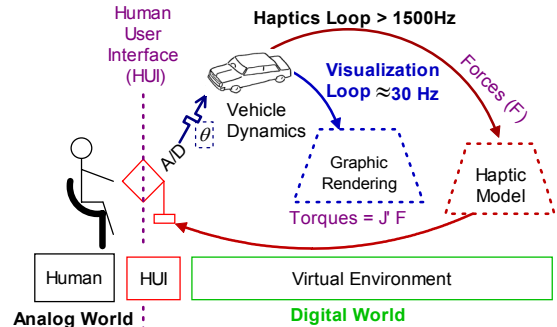 Haptics Loop > 1500Hz
Human
User
Interface
(HUI)
Visualization
Loop ≈30 Hz
Forces (F)
Vehicle
Dynamics
A/D
θ
Graphic
Rendering
Haptic
Model
Torques = J' F
Human
HUI
Virtual Environment
Analog World
Digital World